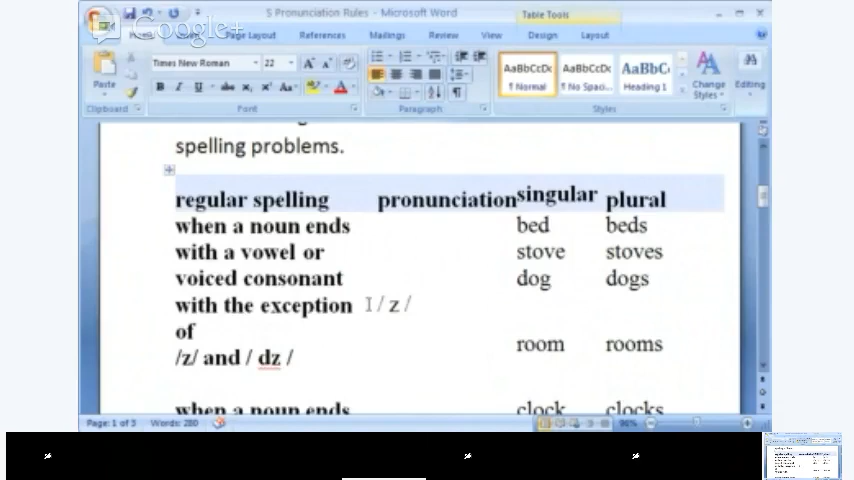 S Pronunciation Rules - Microsoft Word
Table Tools
Google+
Page Layout
References
Mailings
Review
View
Design
Layout
Times New Roman
22
Paste
AaBbCcDc
AaBbCcDc
AaBbC
Normal
No Spaci...
Heading 1
Change Styles
Editing
Clipboard
Font
Paragraph
Styles
spelling problems.
regular spelling pronunciation singular plural
when a noun ends bed beds
with a vowel or stove stoves
voiced consonant dog dogs
with the exception / z /
of
room rooms
/z/ and / dz /
when a noun ends clock clocks
Page: 1 of 3 Words: 280 96%